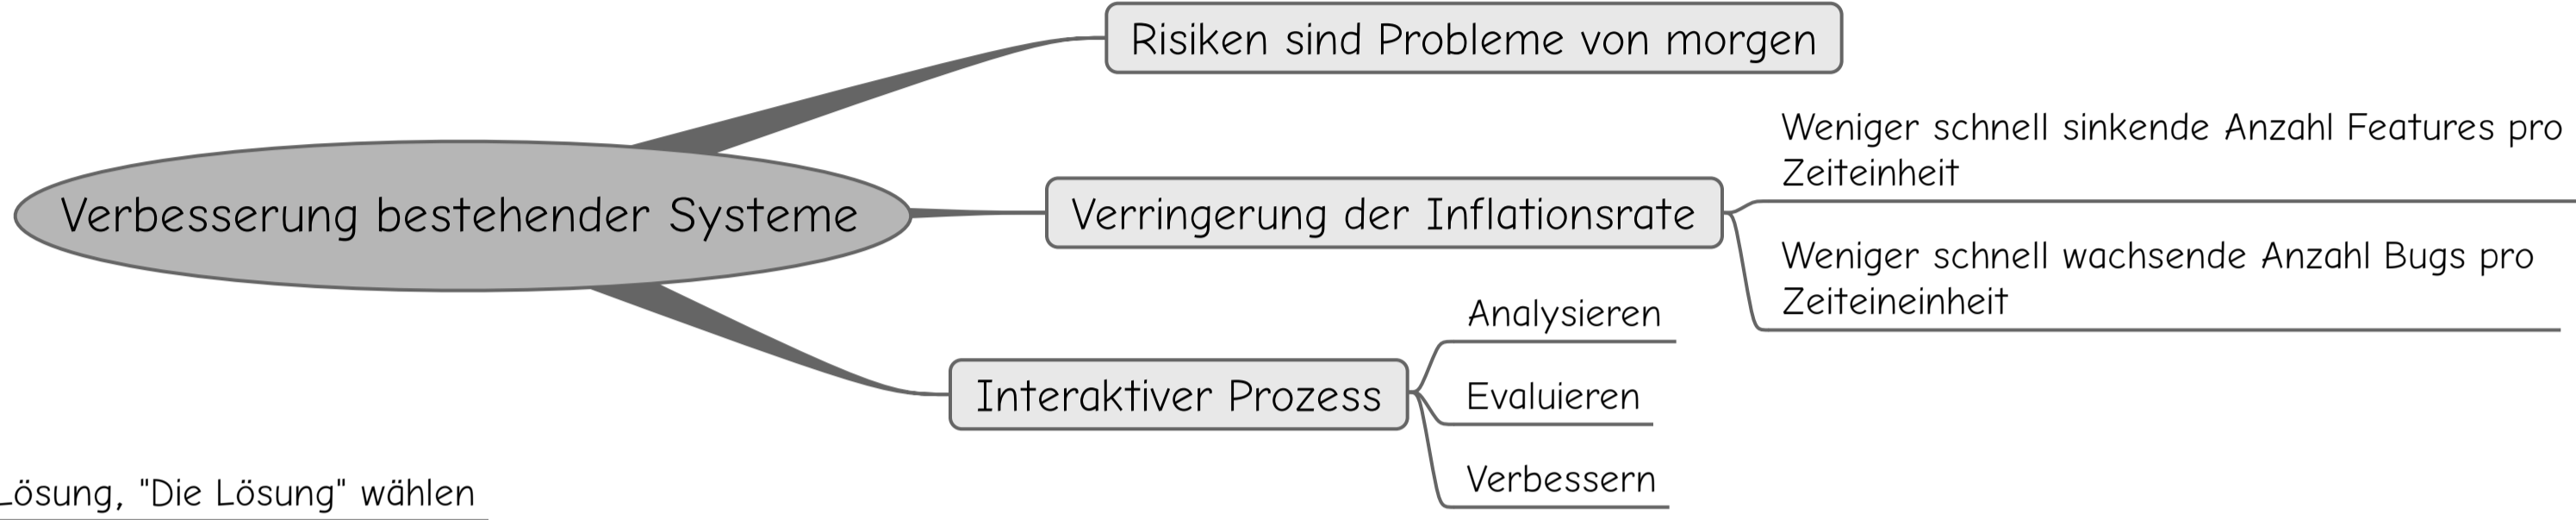 Risiken sind Probleme von morgen
Weniger schnell sinkende Anzahl Features pro
Zeiteinheit
Verbesserung bestehender Systeme
Verringerung der Inflationsrate
Weniger schnell wachsende Anzahl Bugs pro
Zeiteineinheit
Analysieren
Interaktiver Prozess
Evaluieren
Verbessern
Lösung, "Die Lösung" wählen